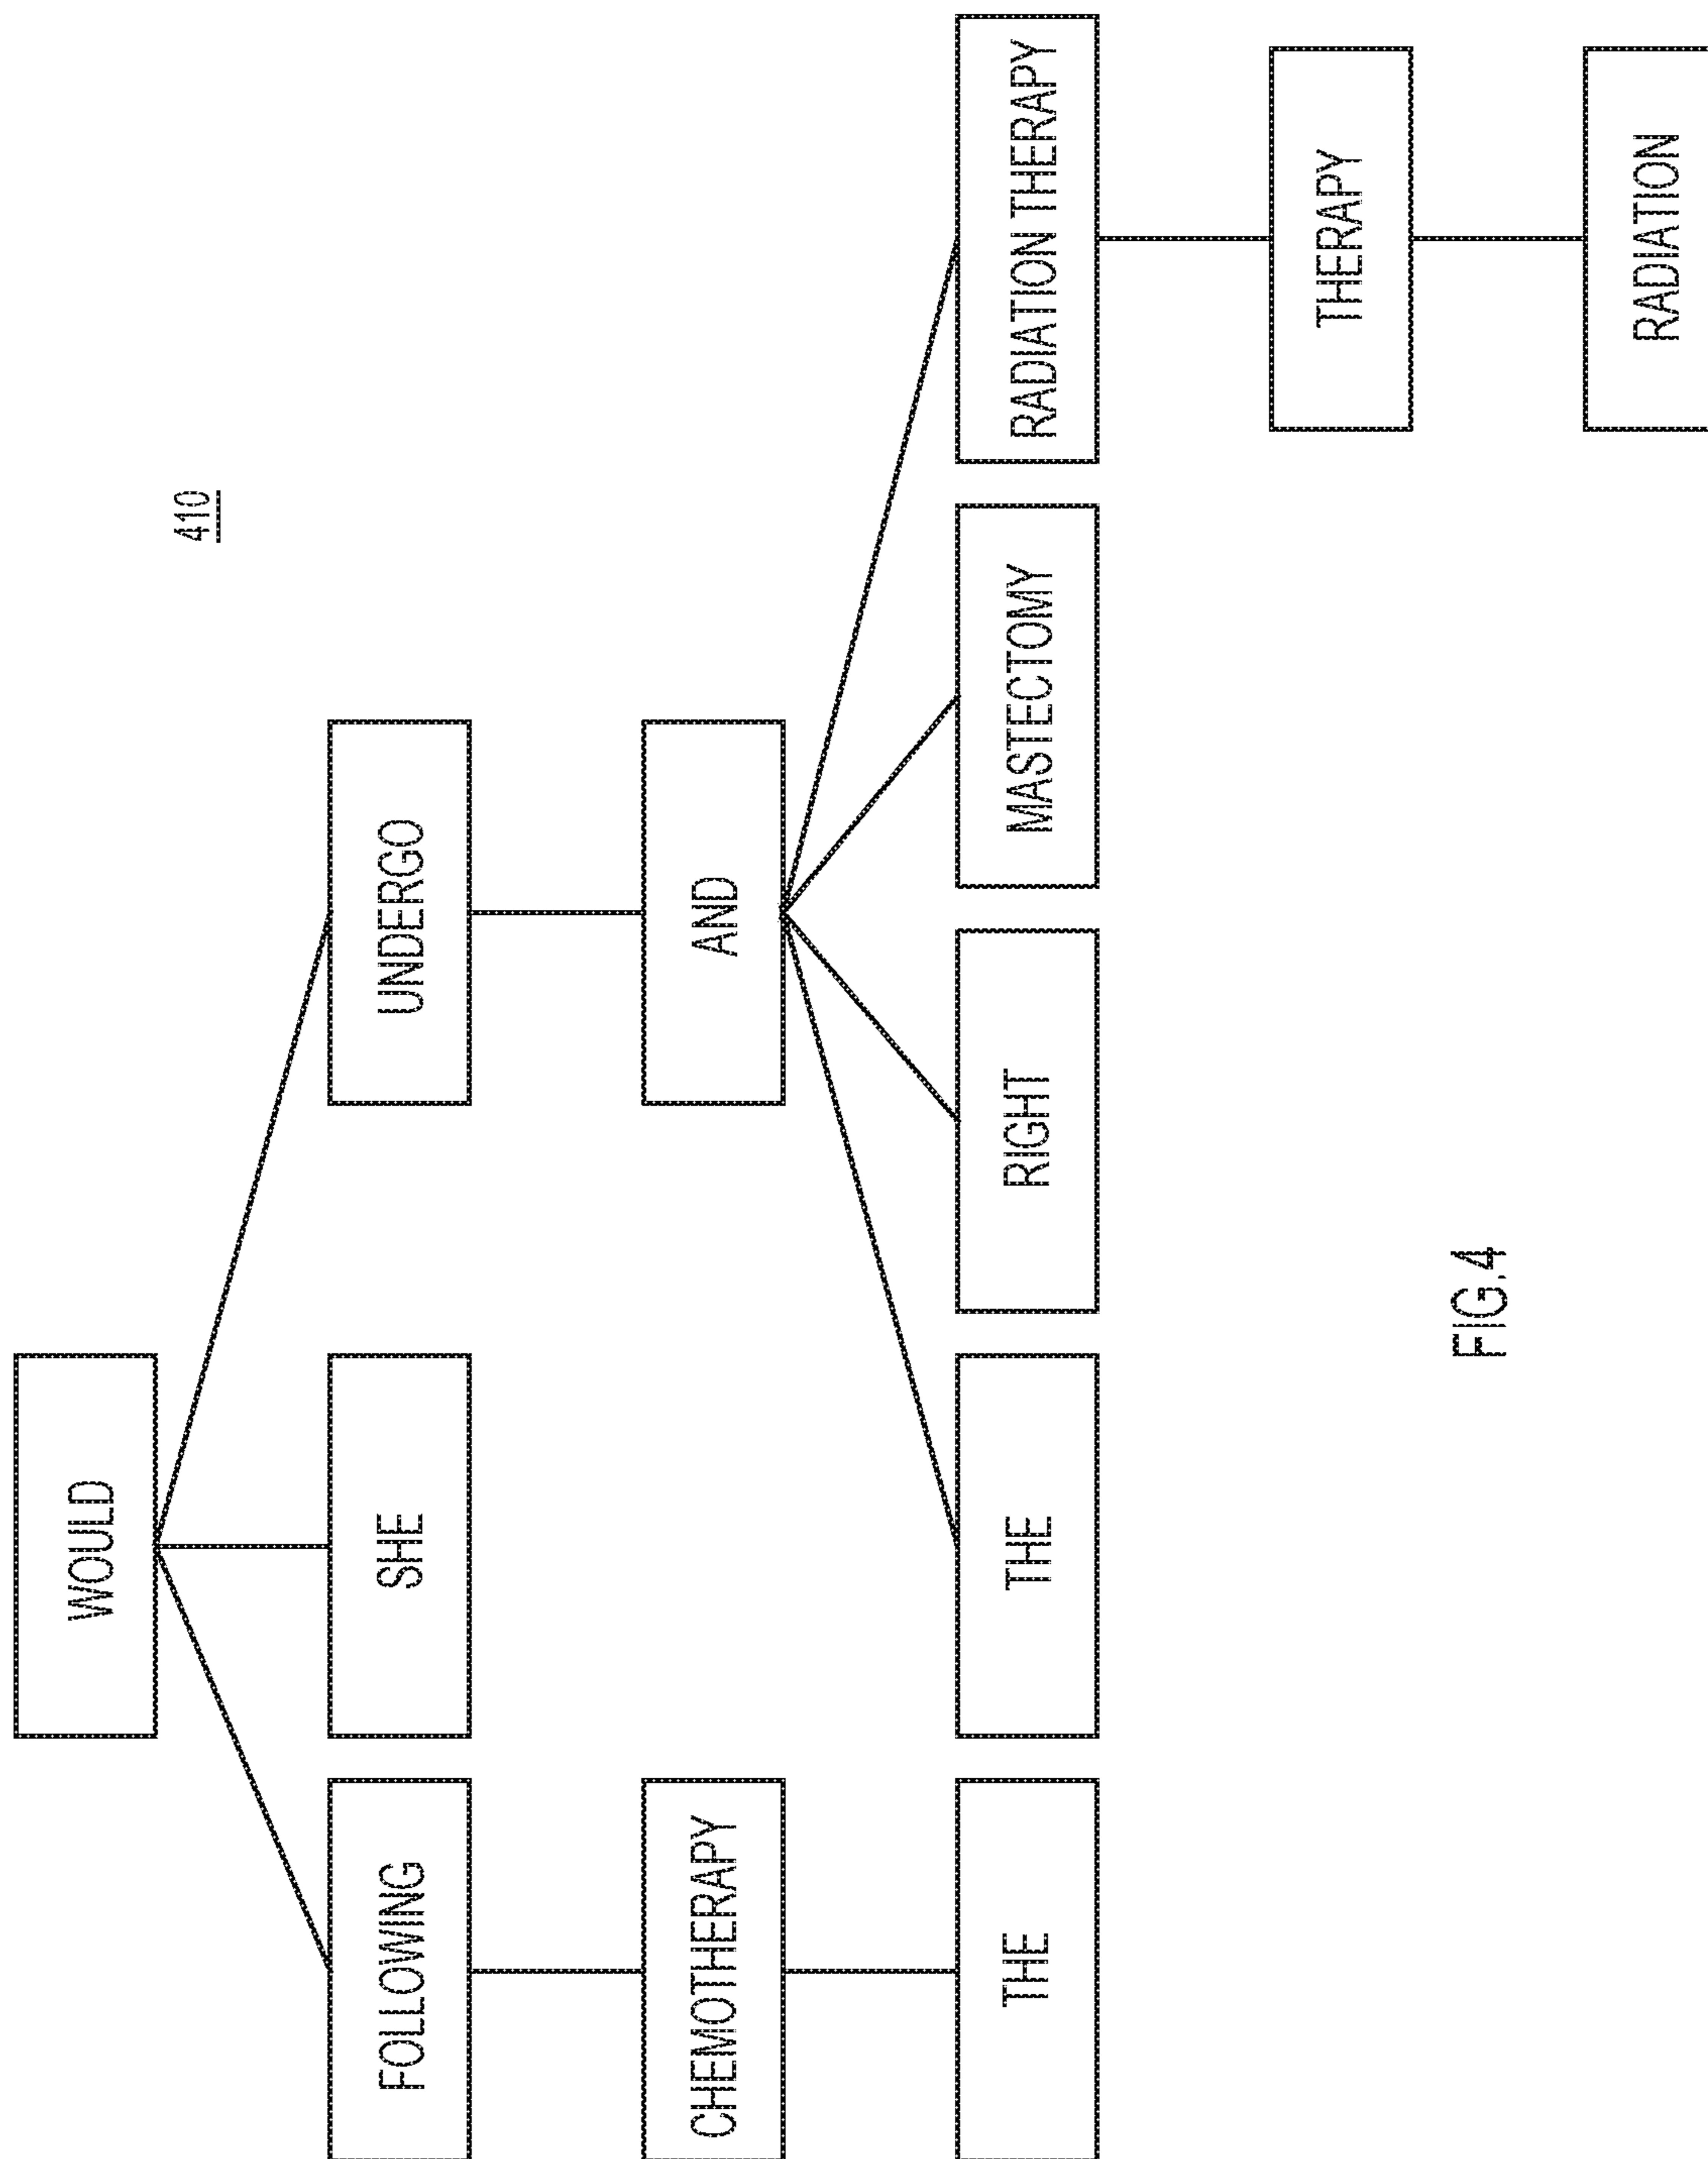 410
WOULD
FOLLOWING
SHE
UNDERGO
CHEMOTHERAPY
AND
THE
THE
RIGHT
MASTECTOMY
RADIATION THERAPY
THERAPY
RADIATION
FIG.4